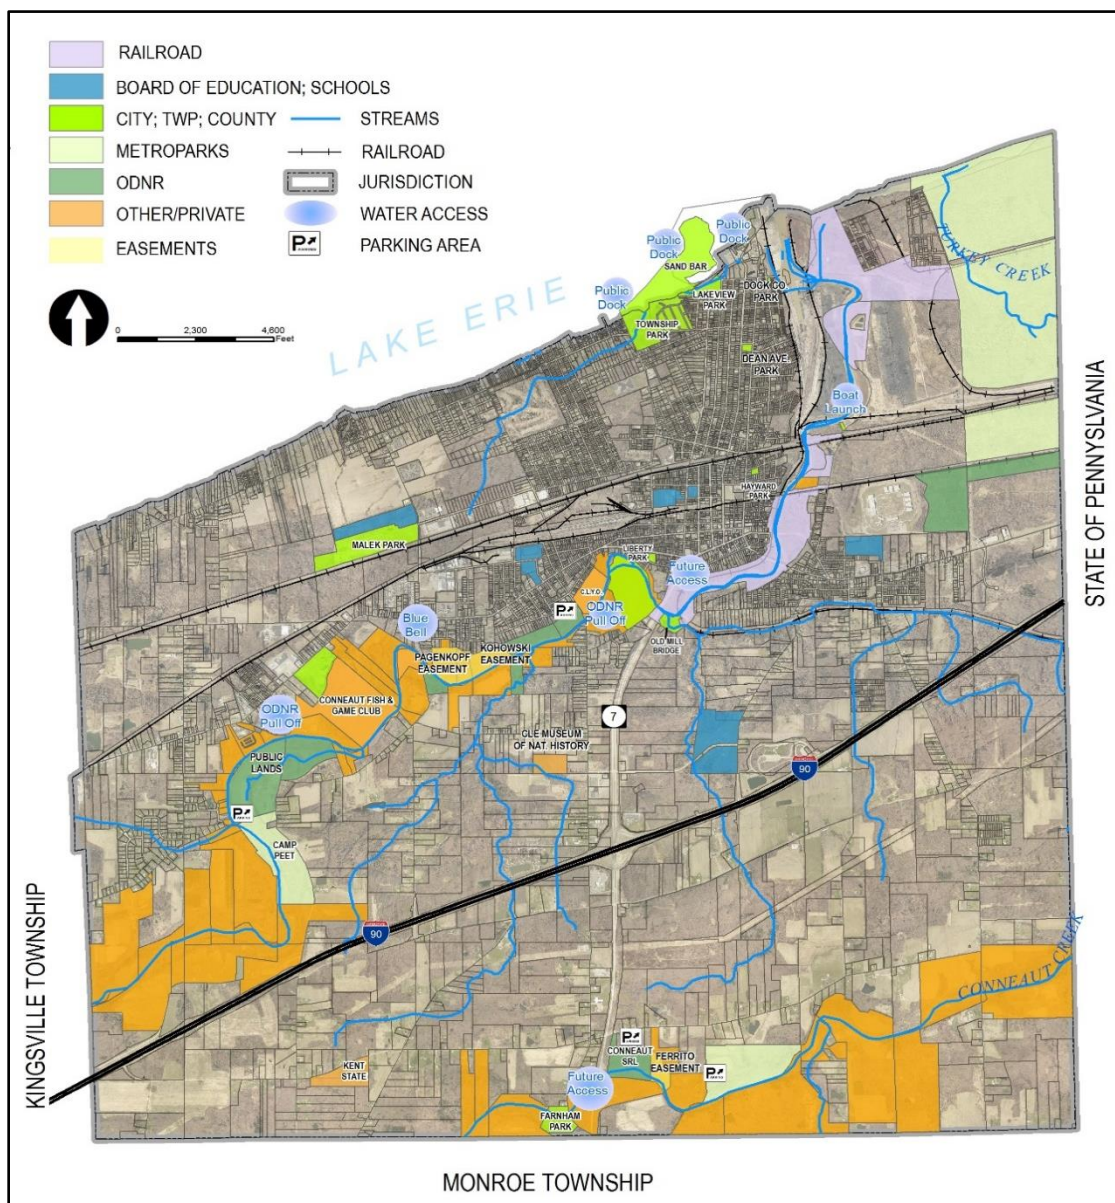 RAILROAD
BOARD OF EDUCATION; SCHOOLS
CITY; TWP; COUNTY
METROPARKS
ODNR
OTHER/PRIVATE
EASEMENTS
STREAMS
RAILROAD
JURISDICTION
WATER ACCESS
PARKING AREA
P
0 2,300 4,600
Feet
LAKE ERIE
Public
Dock
Public
Dock
Public
Dock
SAND BAR
LAKEVIEW
PARK
TOWNSHIP
PARK
DOCK CO.
PARK
DEAN AVE.
PARK
TURKEY CREEK
Boat
Launch
STATE OF PENNYSLVANIA
HAYWARD
PARK
MALEK PARK
LIBERTY
PARK
Future
Access
C.L.Y.O.
P
ODNR
Pull Off
OLD MILL
BRIDGE
Blue
Bell
PAGENKOPF
EASEMENT
KOHOWSKI
EASEMENT
CONNEAUT FISH &
GAME CLUB
ODNR
Pull Off
7
CLE MUSEUM
OF NAT. HISTORY
PUBLIC
LANDS
90
P
CAMP
PEET
KINGSVILLE TOWNSHIP
90
CONNEAUT CREEK
P
CONNEAUT
SRL
FERRITO
EASEMENT
P
KENT
STATE
Future
Access
FARNHAM
PARK
MONROE TOWNSHIP